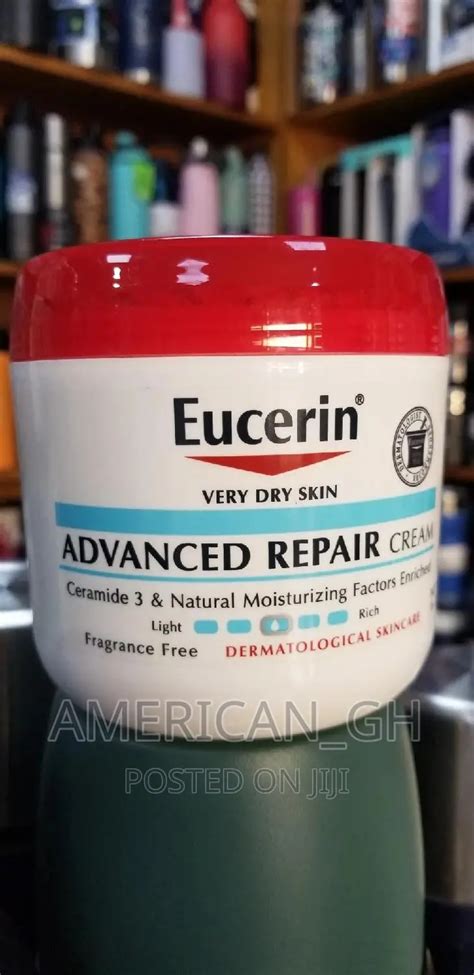 Eucerin®
VERY DRY SKIN
ADVANCED REPAIR CREAM
Ceramide 3 & Natural Moisturizing Factors Enriched
Light Rich
Fragrance Free DERMATOLOGICAL SKINCARE
AMERICAN_GH
POSTED ON JIJI